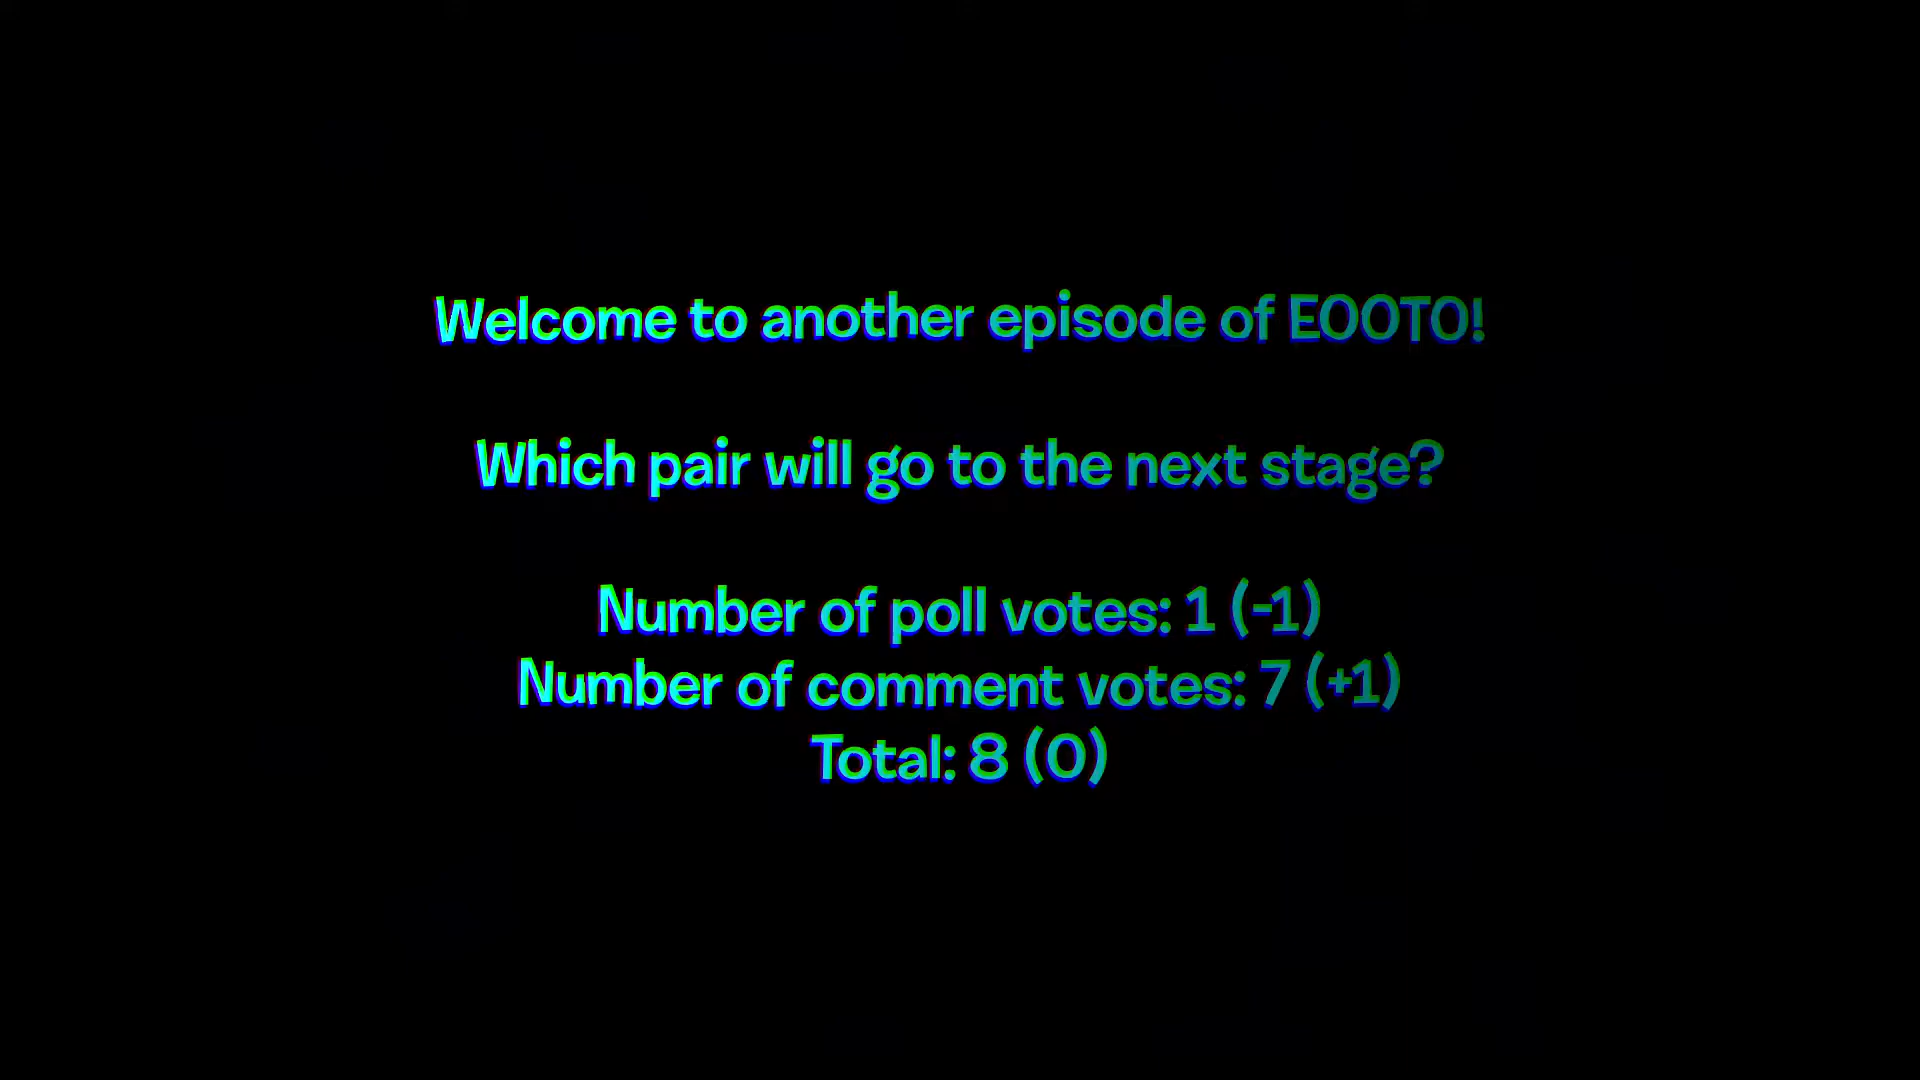 Welcome to another episode of EOOTO!
Which pair will go to the next stage?
Number of poll votes: 1 (-1)
Number of comment votes: 7 (+1)
Total: 8 (0)